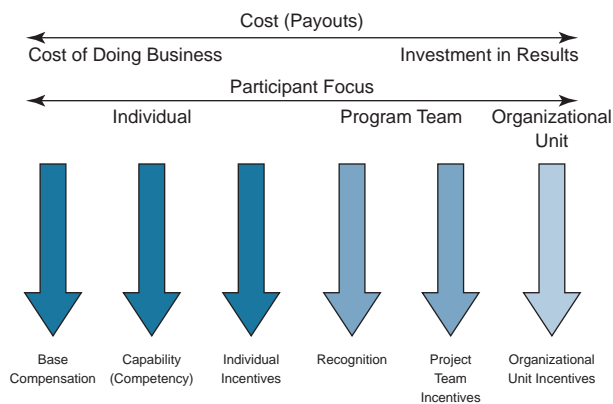 Cost (Payouts)
Cost of Doing Business
Investment in Results
Participant Focus
Individual
Program Team
Organizational
Unit
Base
Compensation
Capability
(Competency)
Individual
Incentives
Recognition
Project
Team
Incentives
Organizational
Unit Incentives